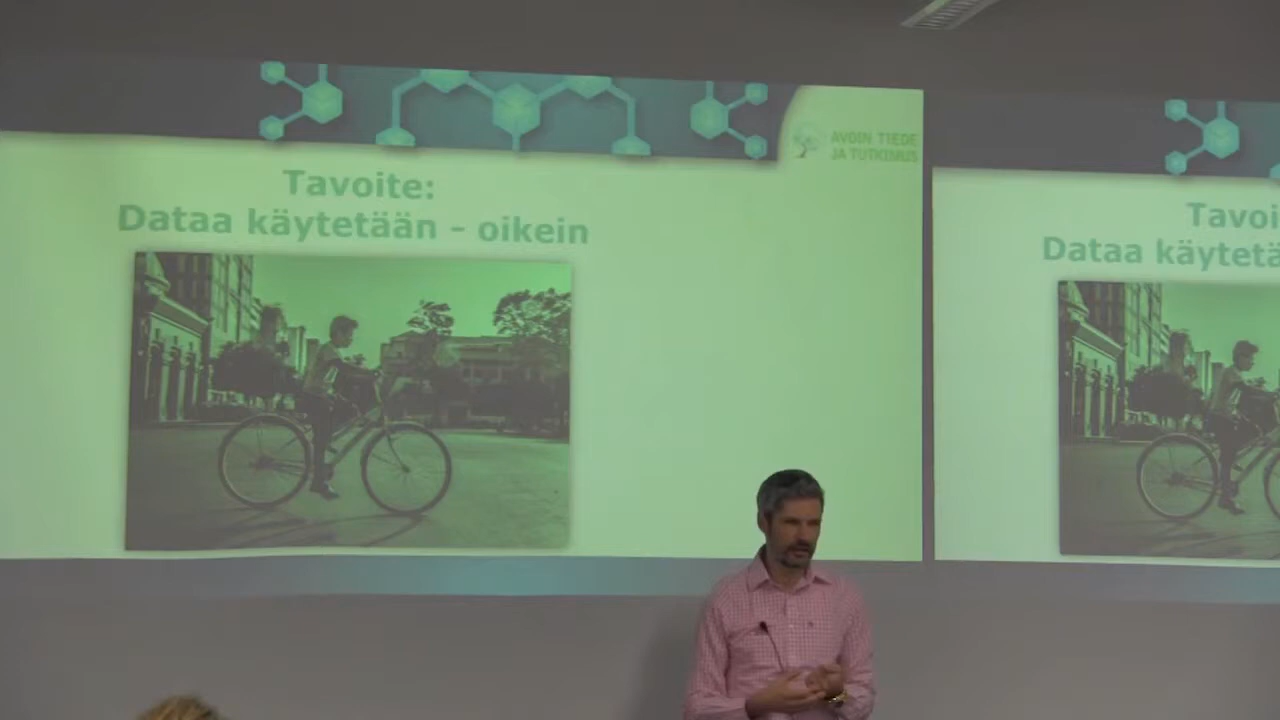 AVOIN TIEDE
JA TUTKIMUS
Tavoite:
Dataa käytetään – oikein
Tavoi
Dataa käytetä